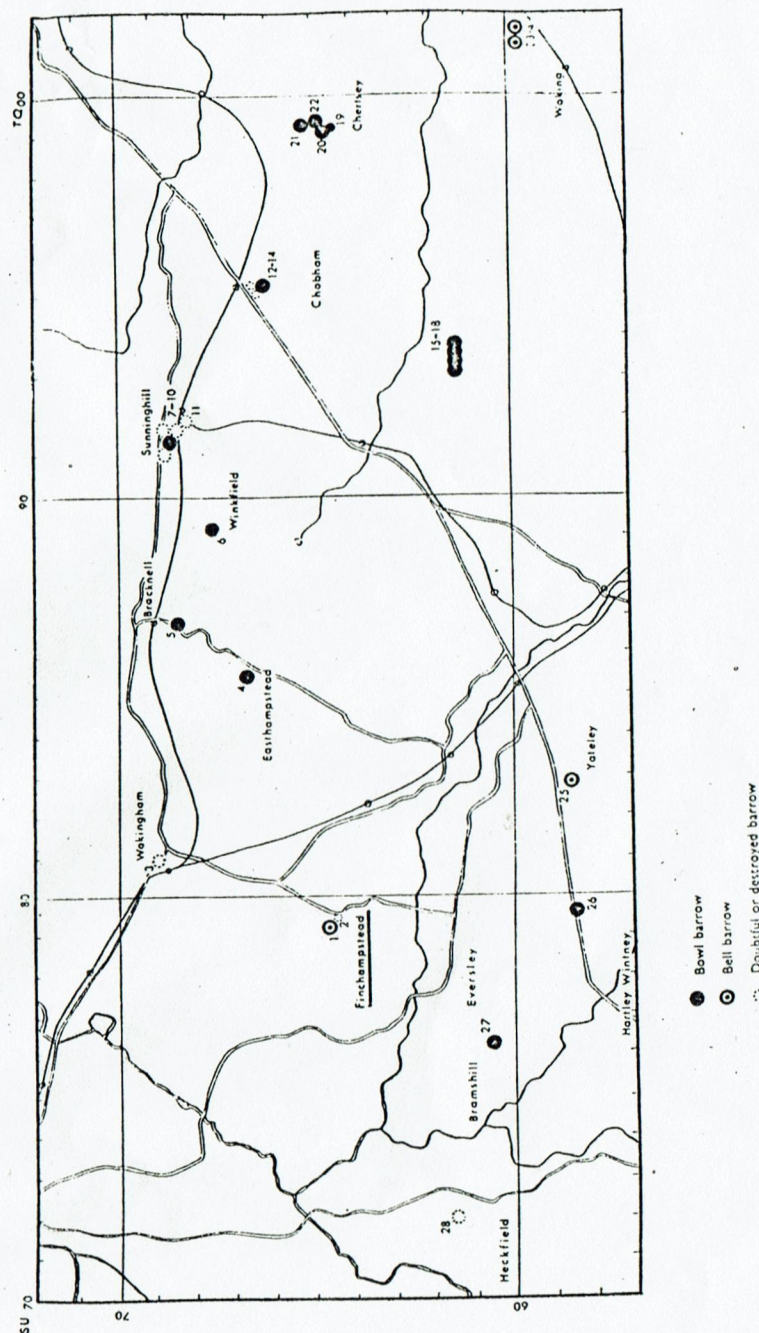 SU 70
80
90
TQ 00
70
60
Wokingham
3
Bracknell
5
4
Easthampstead
6
Winkfield
Sunninghill
7-10
11
12-14
Chobham
21
22
20
19
Chertsey
15-18
Woking
1
2
Finchampstead
25
Yateley
26
Hartley Wintney
Eversley
27
Bramshill
28
Heckfield
Bowl barrow
Bell barrow
Doubtful or destroyed barrow